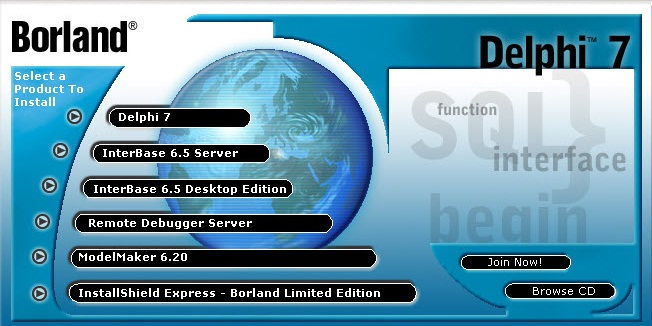 Borland®
Delphi™ 7
Select a
Product To
Install
Delphi 7
InterBase 6.5 Server
InterBase 6.5 Desktop Edition
Remote Debugger Server
ModelMaker 6.20
InstallShield Express - Borland Limited Edition
function
SQL}
interface
begin
Join Now!
Browse CD